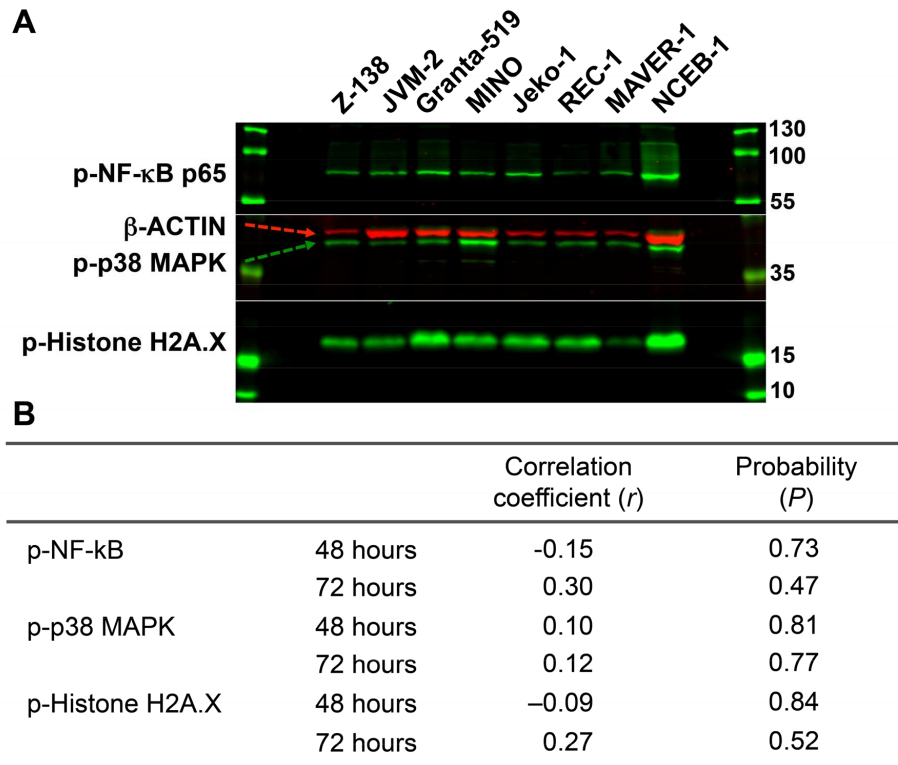 A
Z-138 JVM-2 Granta-519 MINO Jeko-1 REC-1 MAVER-1 NCEB-1
130
100
p-NF-κB p65
55
β-ACTIN
p-p38 MAPK
35
p-Histone H2A.X
15
10
B
Correlation coefficient (r) Probability (P)
p-NF-kB 48 hours -0.15 0.73
72 hours 0.30 0.47
p-p38 MAPK 48 hours 0.10 0.81
72 hours 0.12 0.77
p-Histone H2A.X 48 hours –0.09 0.84
72 hours 0.27 0.52